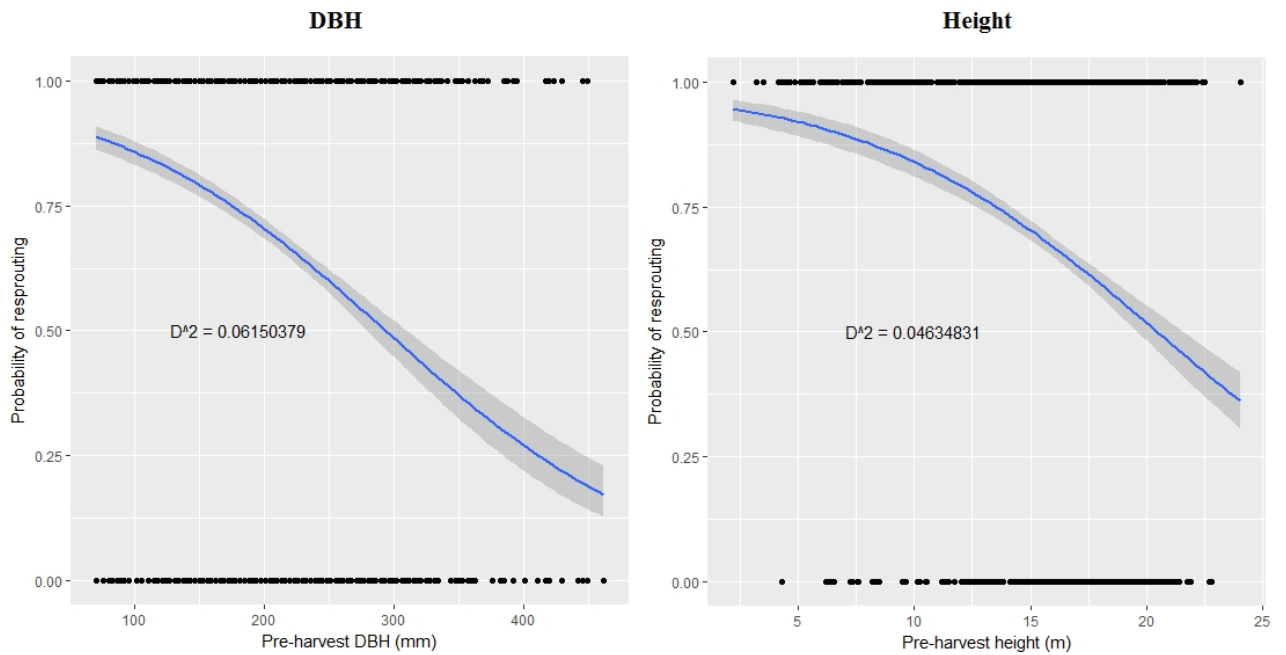 DBH
1.00
0.75
0.50
0.25
0.00
Probability of resprouting
D^2 = 0.06150379
100 200 300 400
Pre-harvest DBH (mm)
Height
1.00
0.75
0.50
0.25
0.00
Probability of resprouting
D^2 = 0.04634831
5 10 15 20 25
Pre-harvest height (m)